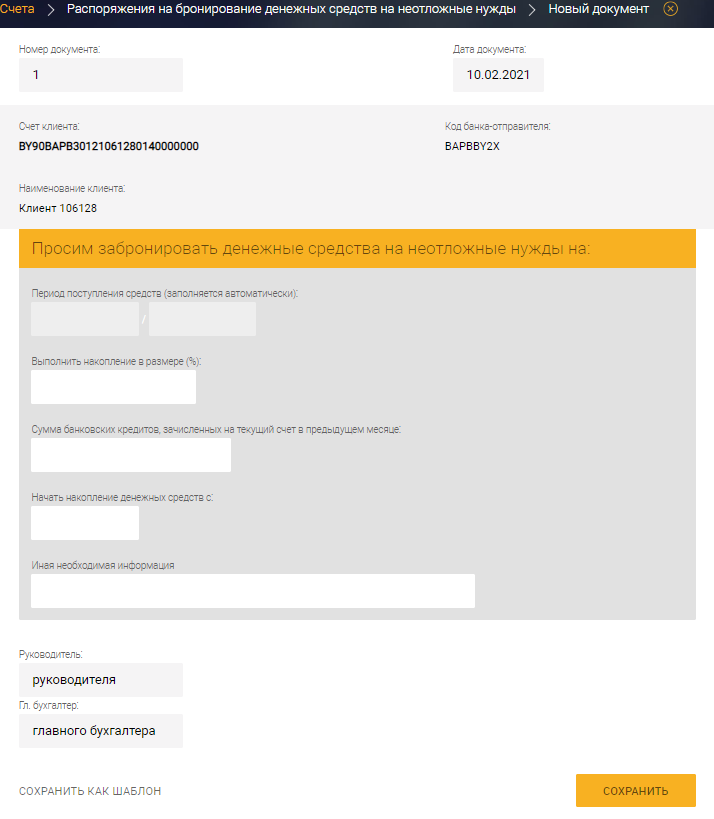 Счета > Распоряжения на бронирование денежных средств на неотложные нужды > Новый документ
Номер документа: Дата документа:
1 10.02.2021
Счет клиента: Код банка-отправителя:
BY90BAPB30121061280140000000 BAPBBY2X
Наименование клиента:
Клиент 106128
Просим забронировать денежные средства на неотложные нужды на:
Период поступления средств (заполняется автоматически):
/
Выполнить накопление в размере (%):
Сумма банковских кредитов, зачисленных на текущий счет в предыдущем месяце:
Начать накопление денежных средств с:
Иная необходимая информация
Руководитель:
руководителя
Гл. бухгалтер:
главного бухгалтера
СОХРАНИТЬ КАК ШАБЛОН СОХРАНИТЬ